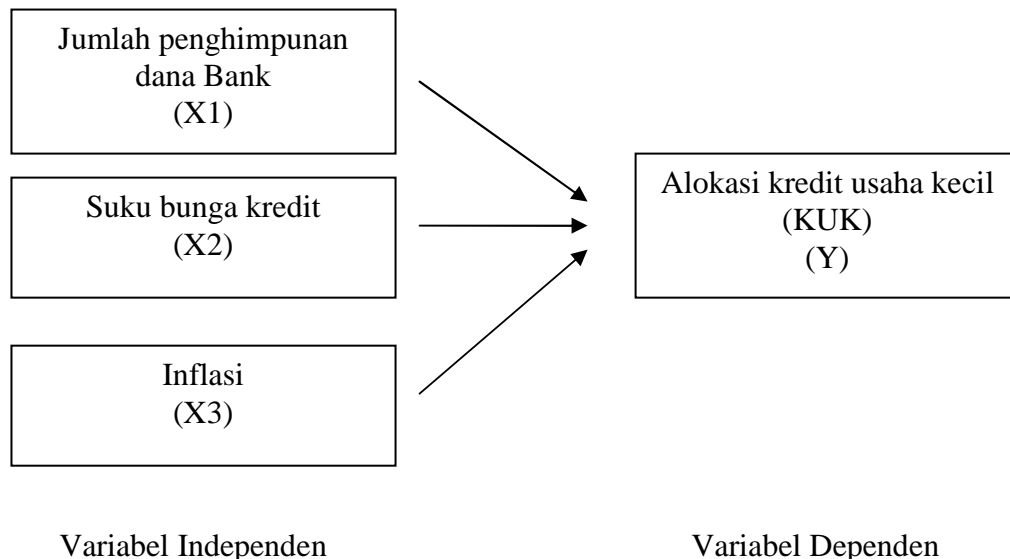 Jumlah penghimpunan
dana Bank
(X1)
Suku bunga kredit
(X2)
Inflasi
(X3)
Variabel Independen
Alokasi kredit usaha kecil
(KUK)
(Y)
Variabel Dependen